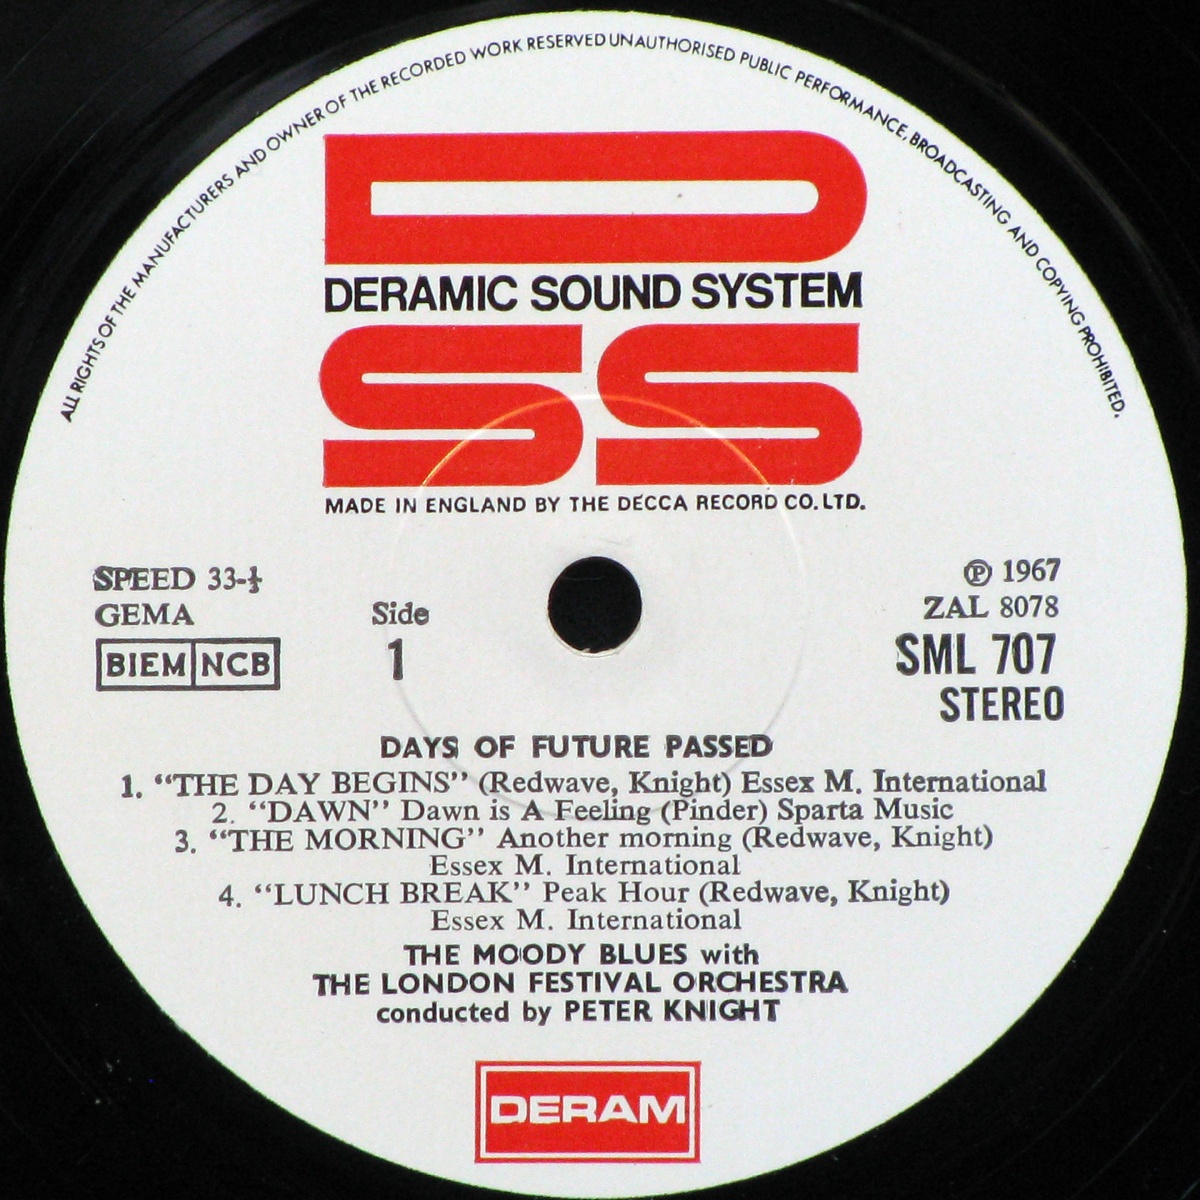 ALL RIGHTS OF THE MANUFACTURERS AND OWNER OF THE RECORDED WORK RESERVED UNAUTHORISED PUBLIC PERFORMANCE, BROADCASTING AND COPYING PROHIBITED.
D
DERAMIC SOUND SYSTEM
SS
MADE IN ENGLAND BY THE DECCA RECORD CO. LTD.
SPEED 33-⅓
GEMA
BIEM NCB
Side
1
℗ 1967
ZAL 8078
SML 707
STEREO
DAYS OF FUTURE PASSED
1. “THE DAY BEGINS” (Redwave, Knight) Essex M. International
2. “DAWN” Dawn is A Feeling (Pinder) Sparta Music
3. “THE MORNING” Another morning (Redwave, Knight)
Essex M. International
4. “LUNCH BREAK” Peak Hour (Redwave, Knight)
Essex M. International
THE MOODY BLUES with
THE LONDON FESTIVAL ORCHESTRA
conducted by PETER KNIGHT
DERAM